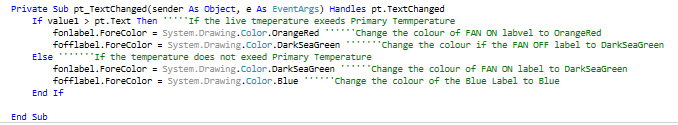 Private Sub pt_TextChanged(sender As Object, e As EventArgs) Handles pt.TextChanged
If value1 > pt.Text Then '''''If the live tmeperature exeeds Primary Temmperature
fonlabel.ForeColor = System.Drawing.Color.OrangeRed ''''''Change the colour of FAN ON labvel to OrangeRed
fofflabel.ForeColor = System.Drawing.Color.DarkSeaGreen '''''''Change the colour if the FAN OFF label to DarkSeaGreen
Else '''''''If the temperature does not exeed Primary Temperature
fonlabel.ForeColor = System.Drawing.Color.DarkSeaGreen ''''''Change the colour of FAN ON label to DarkSeaGreen
fofflabel.ForeColor = System.Drawing.Color.Blue ''''''Change the colour of the Blue Label to Blue
End If
End Sub